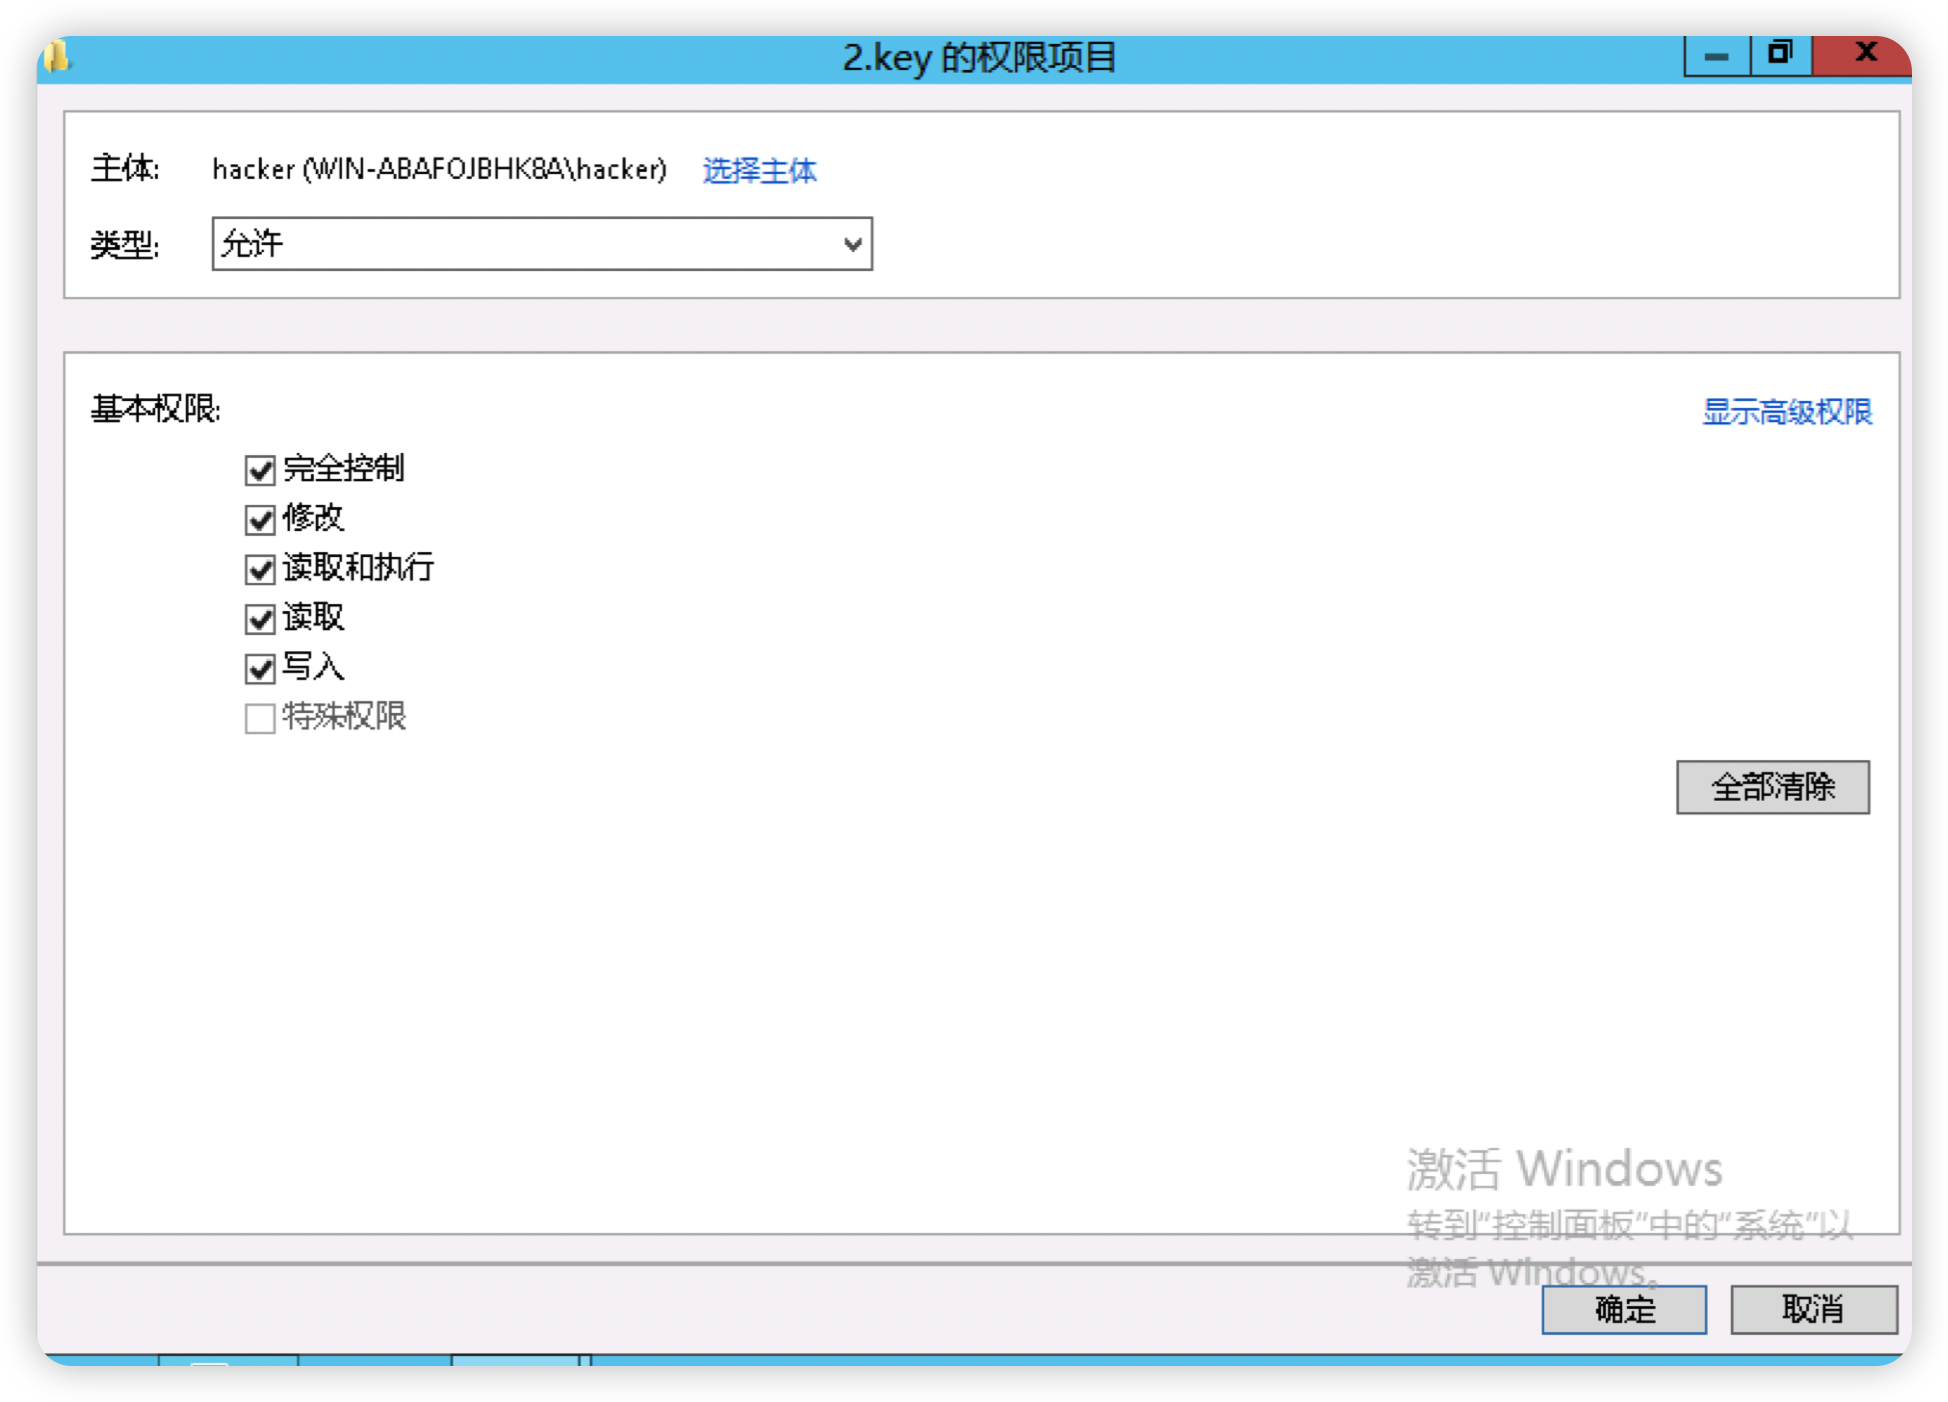 2.key 的权限项目
主体: hacker (WIN-ABAFOJBHK8A\hacker) 选择主体
类型: 允许
基本权限: 显示高级权限
完全控制
修改
读取和执行
读取
写入
特殊权限
全部清除
激活 Windows
转到“控制面板”中的“系统”以
激活 Windows。
确定 取消